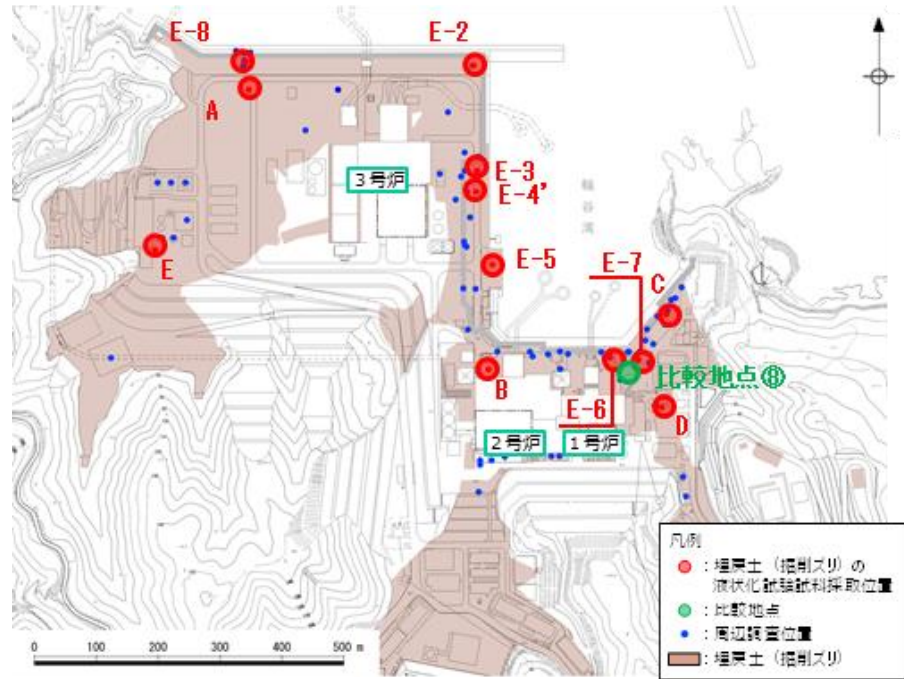 E-8
E-2
A
E-3
3号炉
E-4'
E-5
E
E-7
C
輪谷湾
B
比較地点⑧
E-6
D
2号炉
1号炉
凡例
：埋戻土（掘削ズリ）の
液状化試験試料採取位置
：比較地点
：周辺調査位置
：埋戻土（掘削ズリ）
0 100 200 300 400 500 m